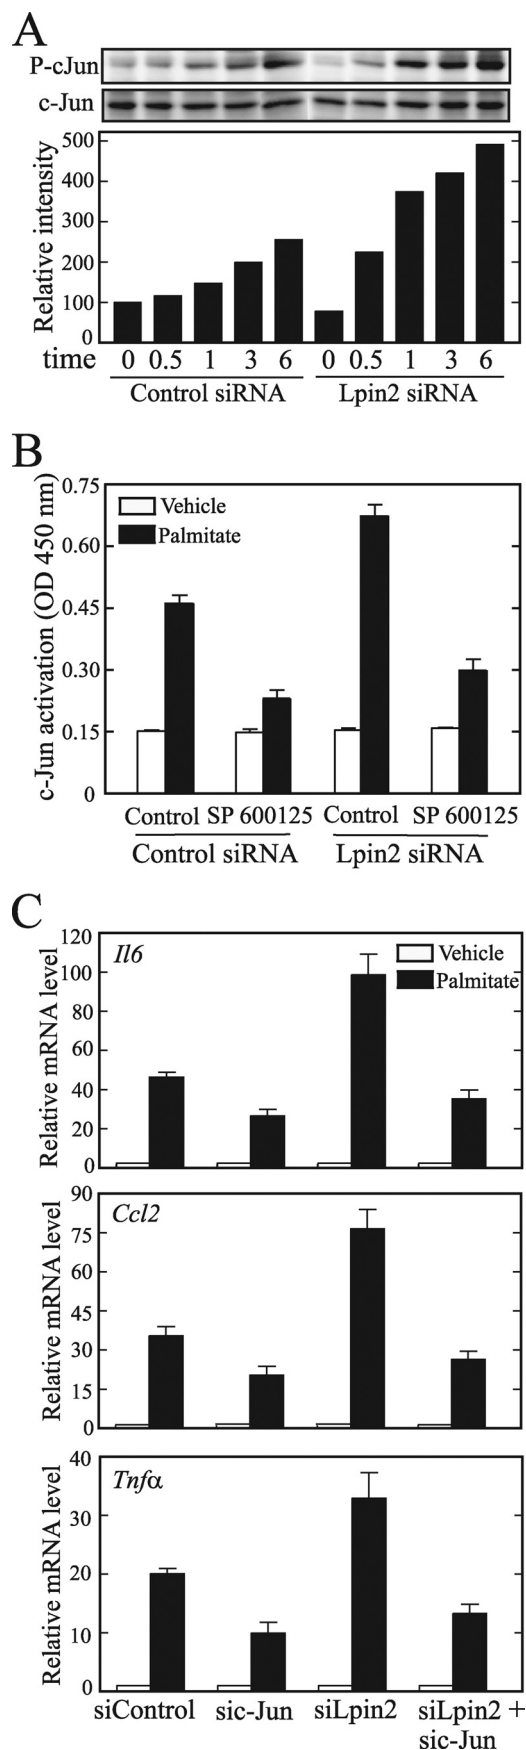 A
P-cJun
c-Jun
Relative intensity
500
400
300
200
100
0
time 0 0.5 1 3 6 0 0.5 1 3 6
Control siRNA Lpin2 siRNA
B
c-Jun activation (OD 450 nm)
0.75
0.60
0.45
0.30
0.15
0
Vehicle
Palmitate
Control SP 600125 Control SP 600125
Control siRNA Lpin2 siRNA
C
Relative mRNA level
120
100
80
60
40
20
0
Il6
Vehicle
Palmitate
Relative mRNA level
90
75
60
45
30
15
0
Ccl2
Relative mRNA level
40
30
20
10
0
Tnfα
siControl sic-Jun siLpin2 siLpin2 +
sic-Jun